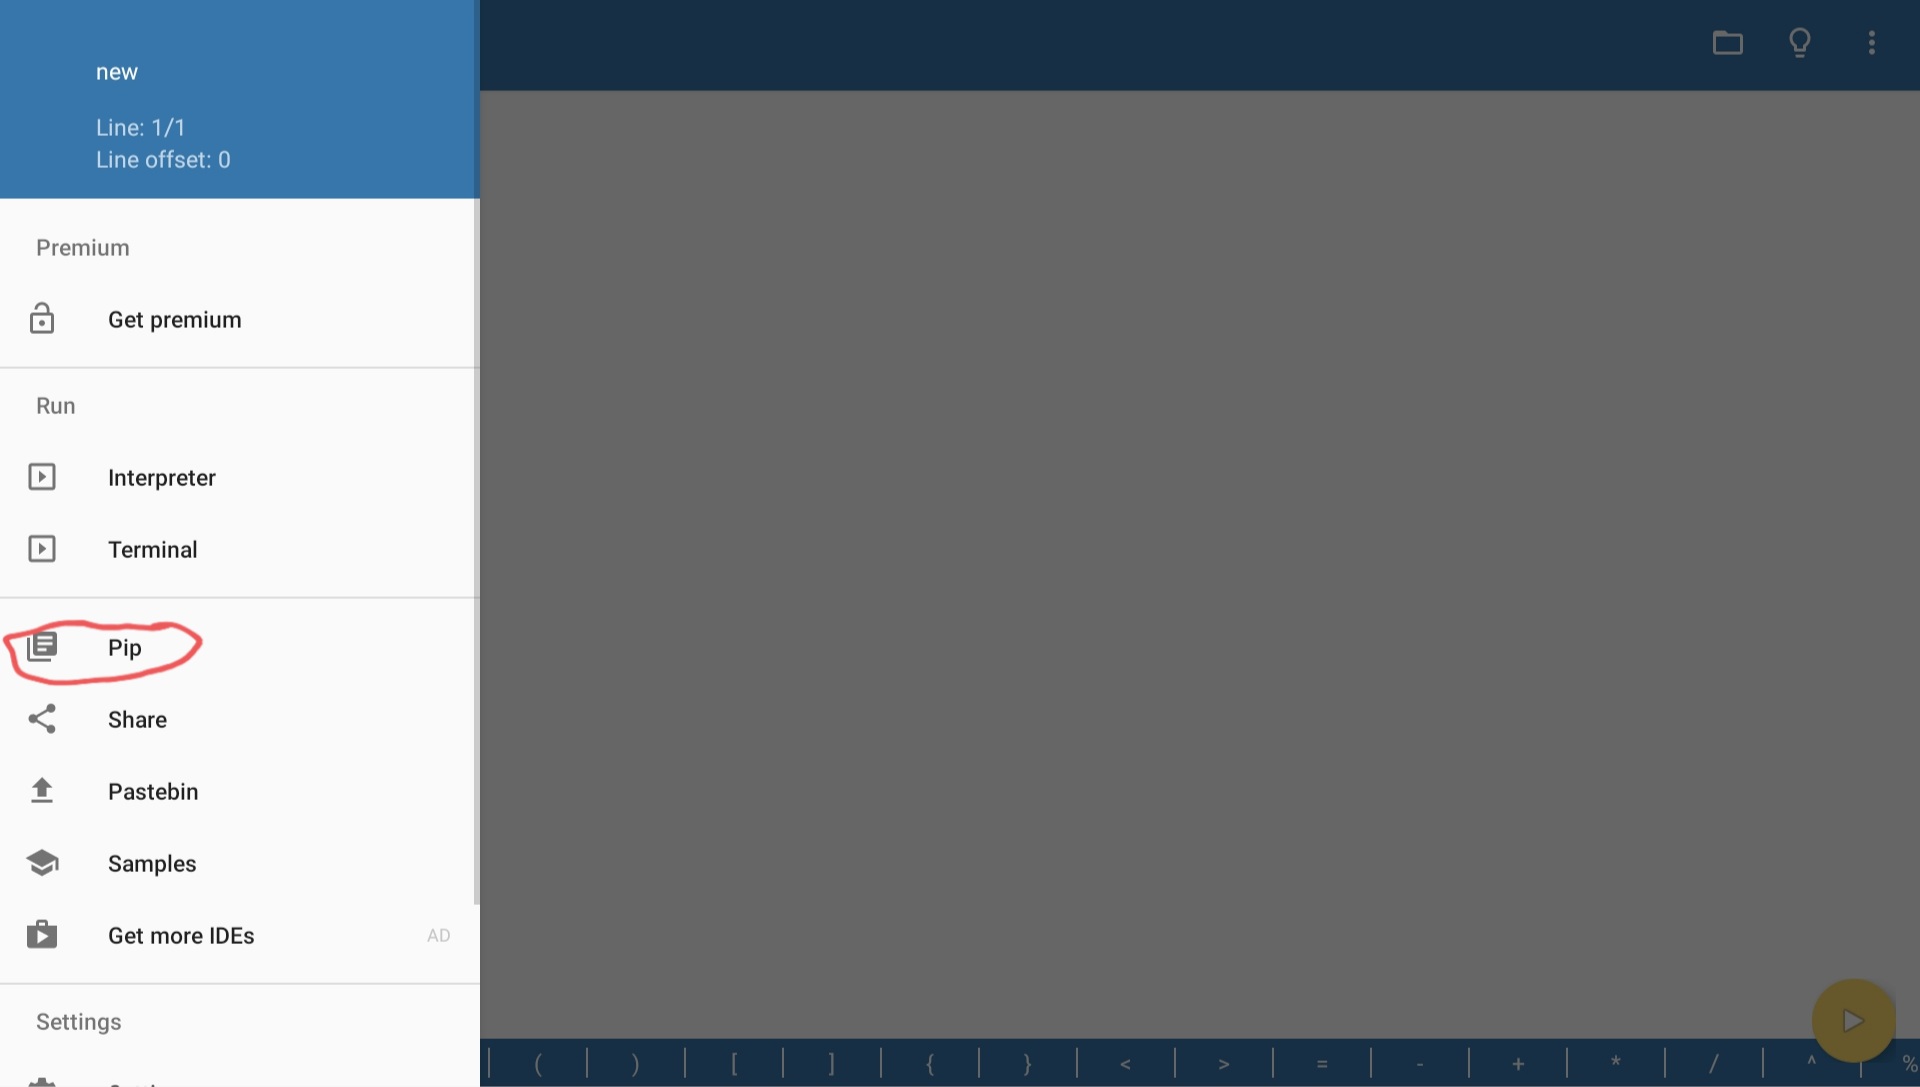 new
Line: 1/1
Line offset: 0
Premium
Get premium
Run
Interpreter
Terminal
Pip
Share
Pastebin
Samples
Get more IDEs AD
Settings
( ) [ ] { } < > = - + * / ^ %